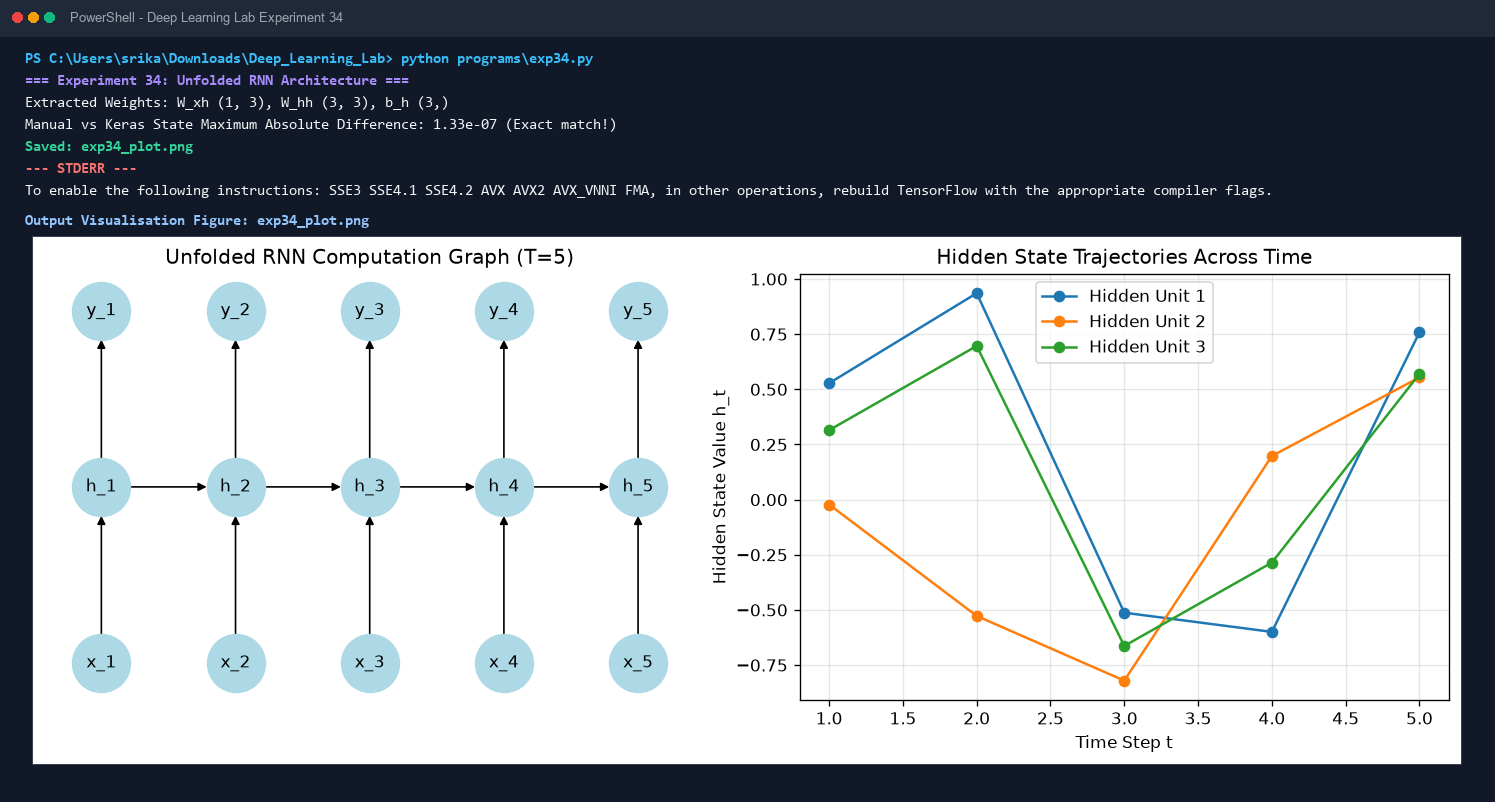 PowerShell - Deep Learning Lab Experiment 34
PS C:\Users\srika\Downloads\Deep_Learning_Lab> python programs\exp34.py
=== Experiment 34: Unfolded RNN Architecture ===
Extracted Weights: W_xh (1, 3), W_hh (3, 3), b_h (3,)
Manual vs Keras State Maximum Absolute Difference: 1.33e-07 (Exact match!)
Saved: exp34_plot.png
--- STDERR ---
To enable the following instructions: SSE3 SSE4.1 SSE4.2 AVX AVX2 AVX_VNNI FMA, in other operations, rebuild TensorFlow with the appropriate compiler flags.
Output Visualisation Figure: exp34_plot.png
Unfolded RNN Computation Graph (T=5)
y_1 y_2 y_3 y_4 y_5
h_1 h_2 h_3 h_4 h_5
x_1 x_2 x_3 x_4 x_5
Hidden State Trajectories Across Time
Hidden Unit 1
Hidden Unit 2
Hidden Unit 3
Hidden State Value h_t
1.00
0.75
0.50
0.25
0.00
−0.25
−0.50
−0.75
1.0 1.5 2.0 2.5 3.0 3.5 4.0 4.5 5.0
Time Step t